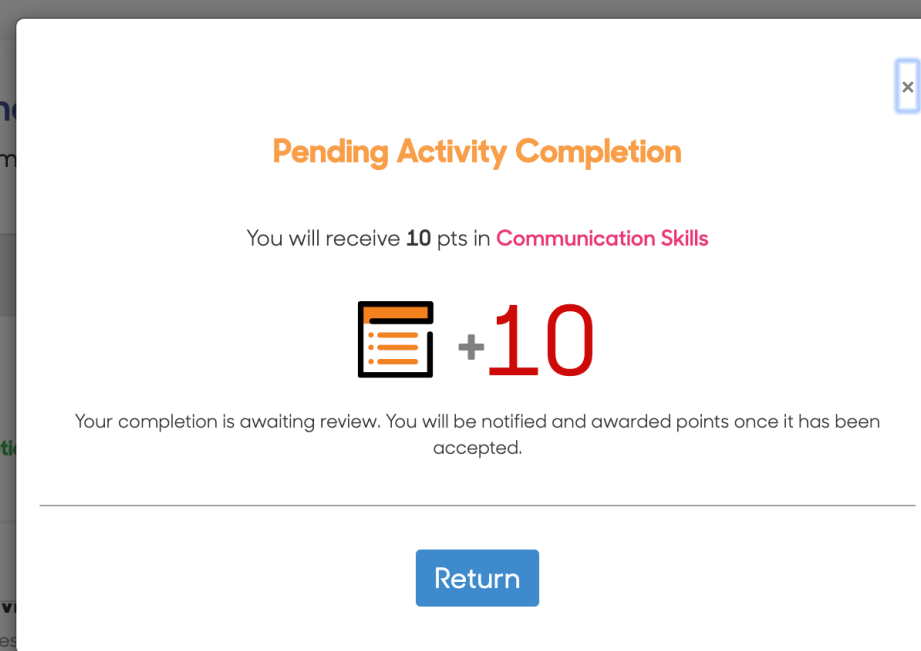 ×
Pending Activity Completion
You will receive 10 pts in Communication Skills
+10
Your completion is awaiting review. You will be notified and awarded points once it has been
accepted.
Return